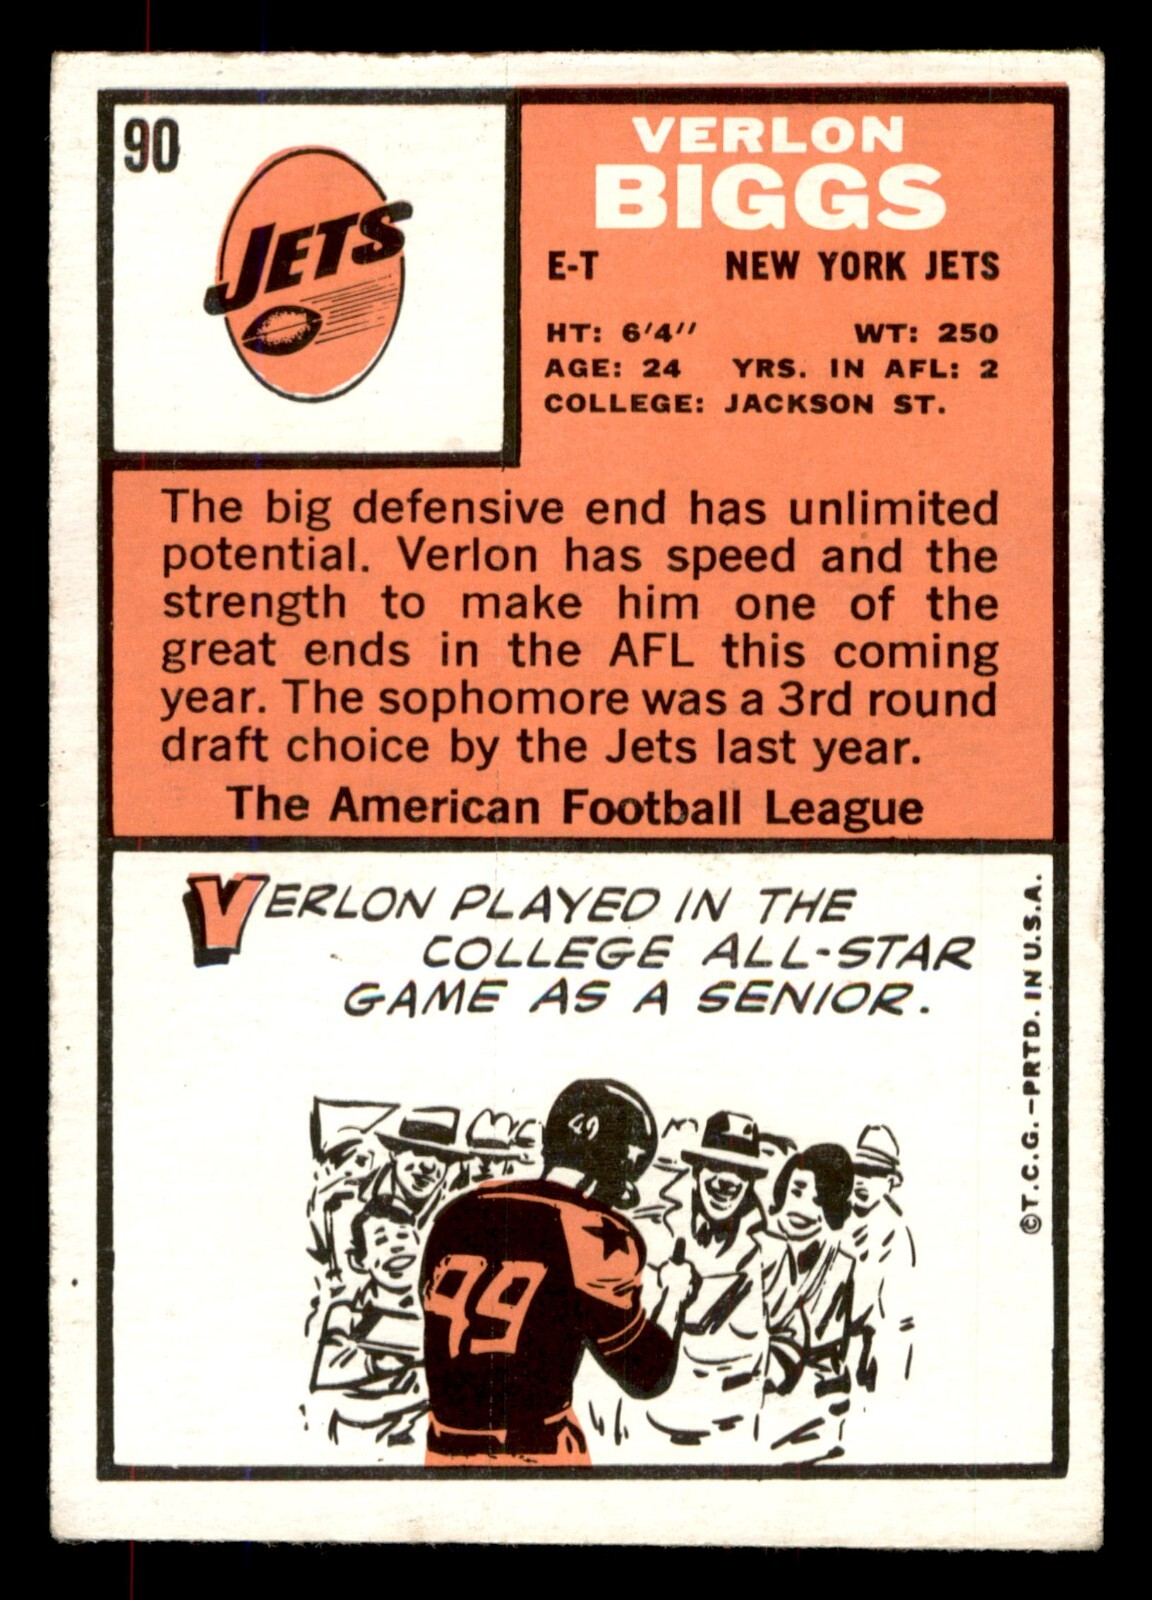 90
JETS
VERLON
BIGGS
E-T NEW YORK JETS
HT: 6'4'' WT: 250
AGE: 24 YRS. IN AFL: 2
COLLEGE: JACKSON ST.
The big defensive end has unlimited
potential. Verlon has speed and the
strength to make him one of the
great ends in the AFL this coming
year. The sophomore was a 3rd round
draft choice by the Jets last year.
The American Football League
VERLON PLAYED IN THE
COLLEGE ALL-STAR
GAME AS A SENIOR.
49
99
©T.C.G.-PRTD. IN U.S.A.